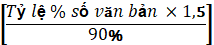 [Tỷ lệ % số văn bản × 1,5
90%]